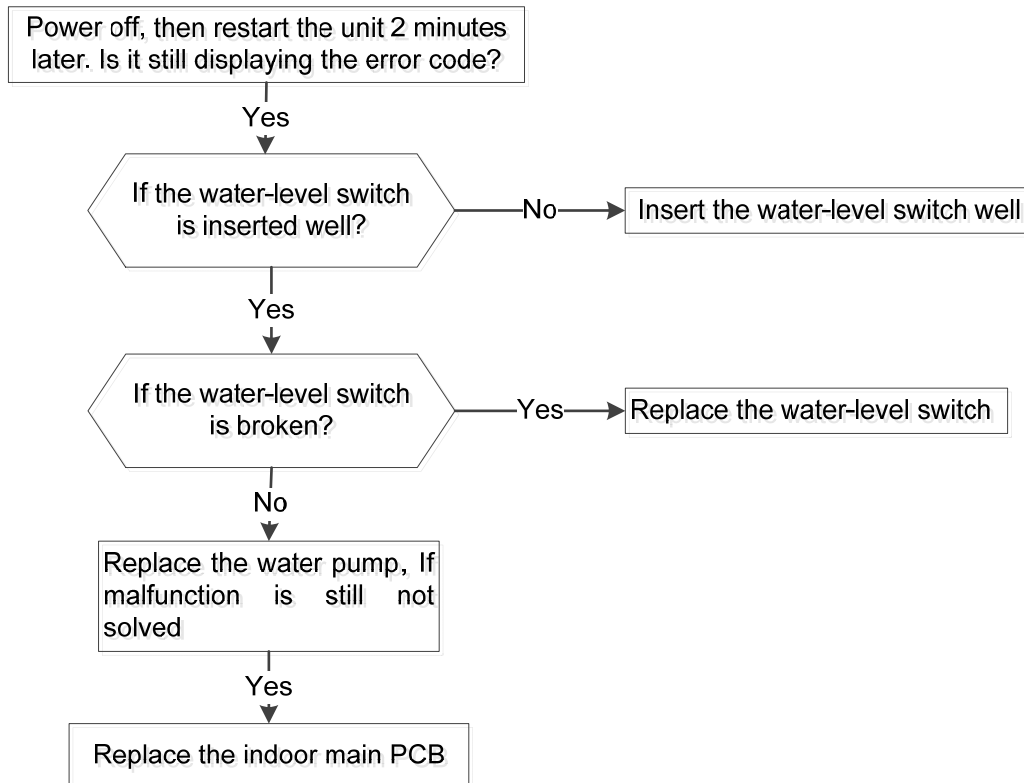 Power off, then restart the unit 2 minutes
later. Is it still displaying the error code?
Yes
If the water-level switch
is inserted well?
No
Insert the water-level switch well
Yes
If the water-level switch
is broken?
Yes
Replace the water-level switch
No
Replace the water pump, If
malfunction is still not
solved
Yes
Replace the indoor main PCB